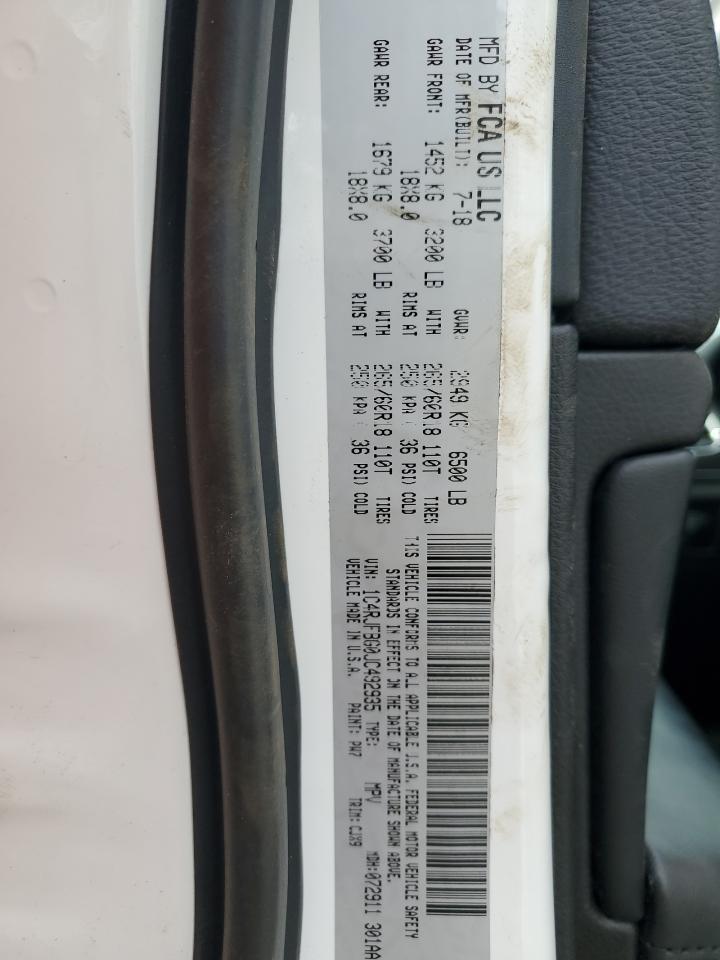 MFD BY FCA US LLC
DATE OF MFR(BUILT): 7-18
GVWR: 2949 KG 6500 LB
GAWR FRONT: 1452 KG 3200 LB WITH 265/60R18 110T TIRES
18X8.0 RIMS AT 250 KPA ( 36 PSI) COLD
GAWR REAR: 1679 KG 3700 LB WITH 265/60R18 110T TIRES
18X8.0 RIMS AT 250 KPA ( 36 PSI) COLD
THIS VEHICLE CONFORMS TO ALL APPLICABLE U.S.A. FEDERAL MOTOR VEHICLE SAFETY
STANDARDS IN EFFECT ON THE DATE OF MANUFACTURE SHOWN ABOVE.
VIN: 1C4RJFBG0JC492935 TYPE: MPV MDH: 072911 301AA
VEHICLE MADE IN U.S.A. PAINT: PW7 TRIM: CJX9